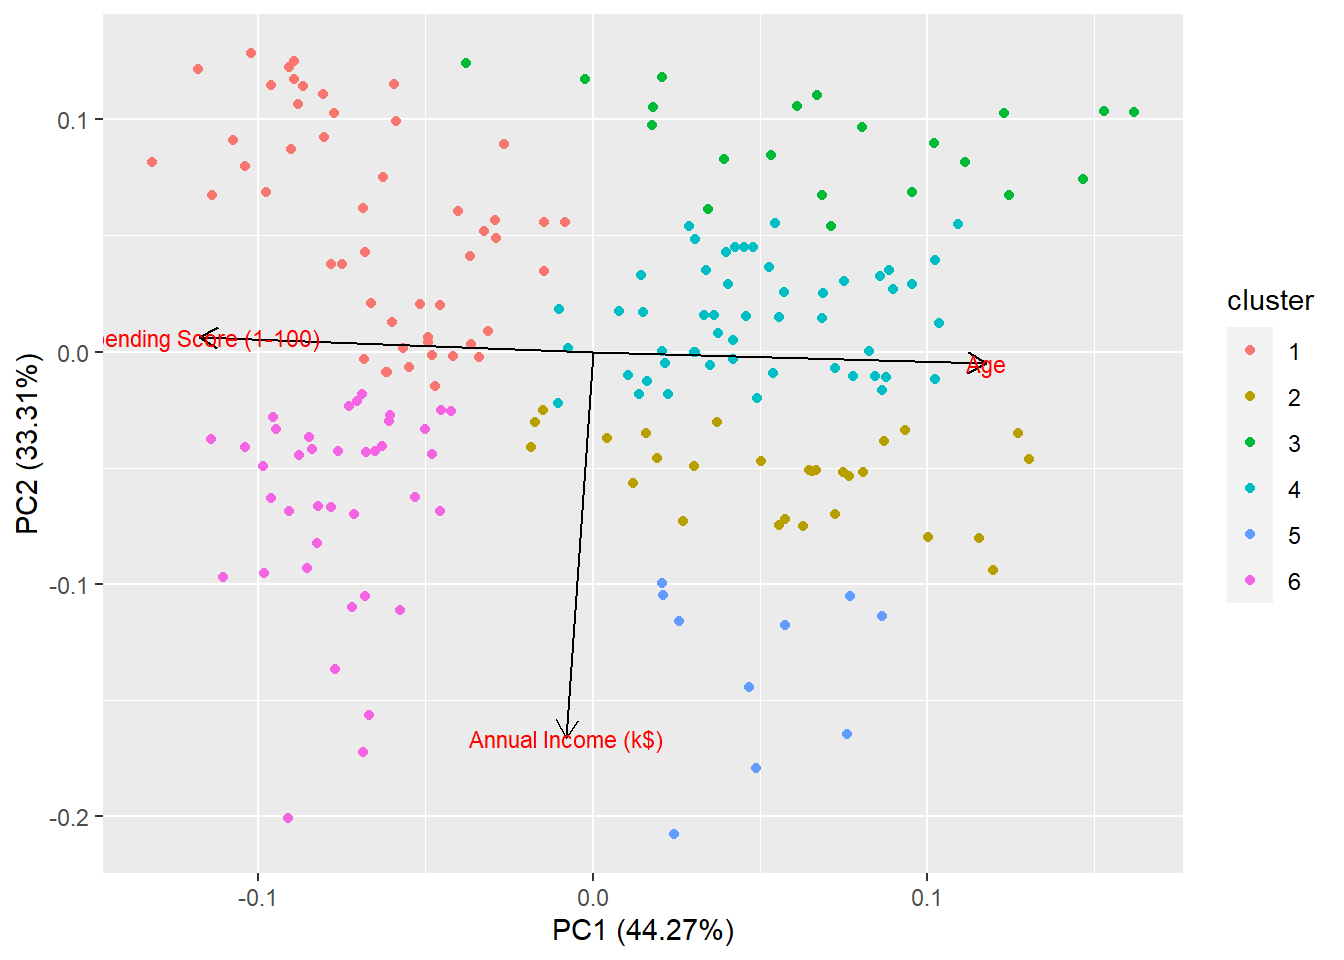 0.1
0.0
-0.1
-0.2
PC2 (33.31%)
ending Score (1-100)
Age
Annual Income (k$)
-0.1
0.0
0.1
PC1 (44.27%)
cluster
1
2
3
4
5
6